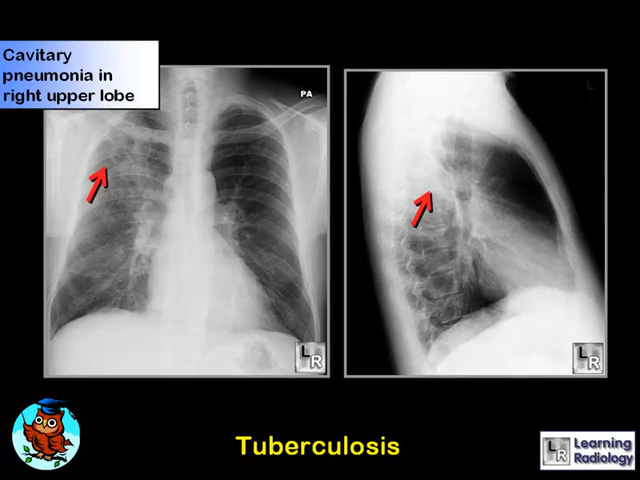 Cavitary
pneumonia in
right upper lobe
PA
L
L
R
L
R
Tuberculosis
L
R
Learning
Radiology